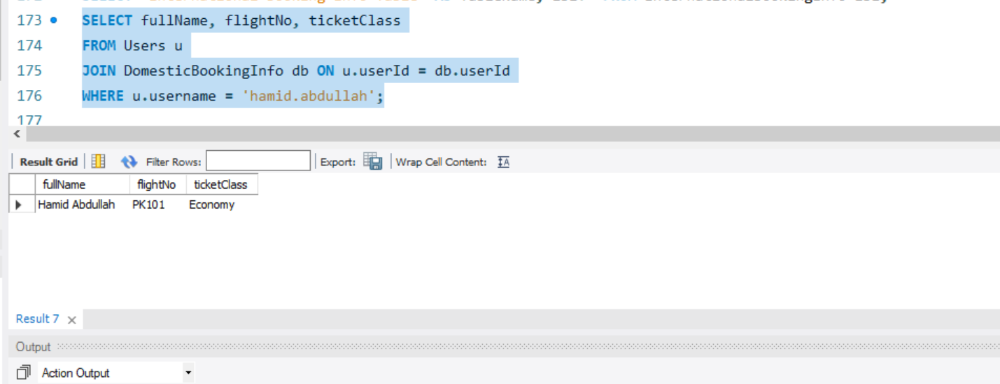 173 SELECT fullName, flightNo, ticketClass
174 FROM Users u
175 JOIN DomesticBookingInfo db ON u.userId = db.userId
176 WHERE u.username = 'hamid.abdullah';
177
Result Grid Filter Rows: Export: Wrap Cell Content: IA
fullName flightNo ticketClass
Hamid Abdullah PK101 Economy
Result 7
Output
Action Output